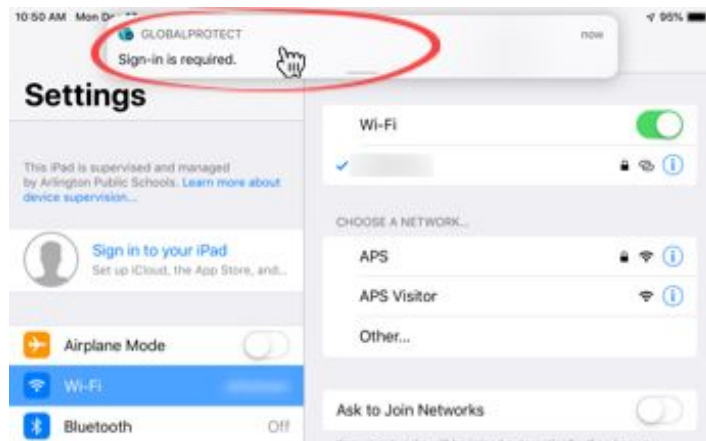 10:50 AM Mon
95%
GLOBALPROTECT
now
Sign-in is required.
Settings
This iPad is supervised and managed
by Arlington Public Schools. Learn more about
device supervision...
Sign in to your iPad
Set up iCloud, the App Store, and...
Airplane Mode
Wi-Fi
Bluetooth
Off
Wi-Fi
CHOOSE A NETWORK...
APS
APS Visitor
Other...
Ask to Join Networks